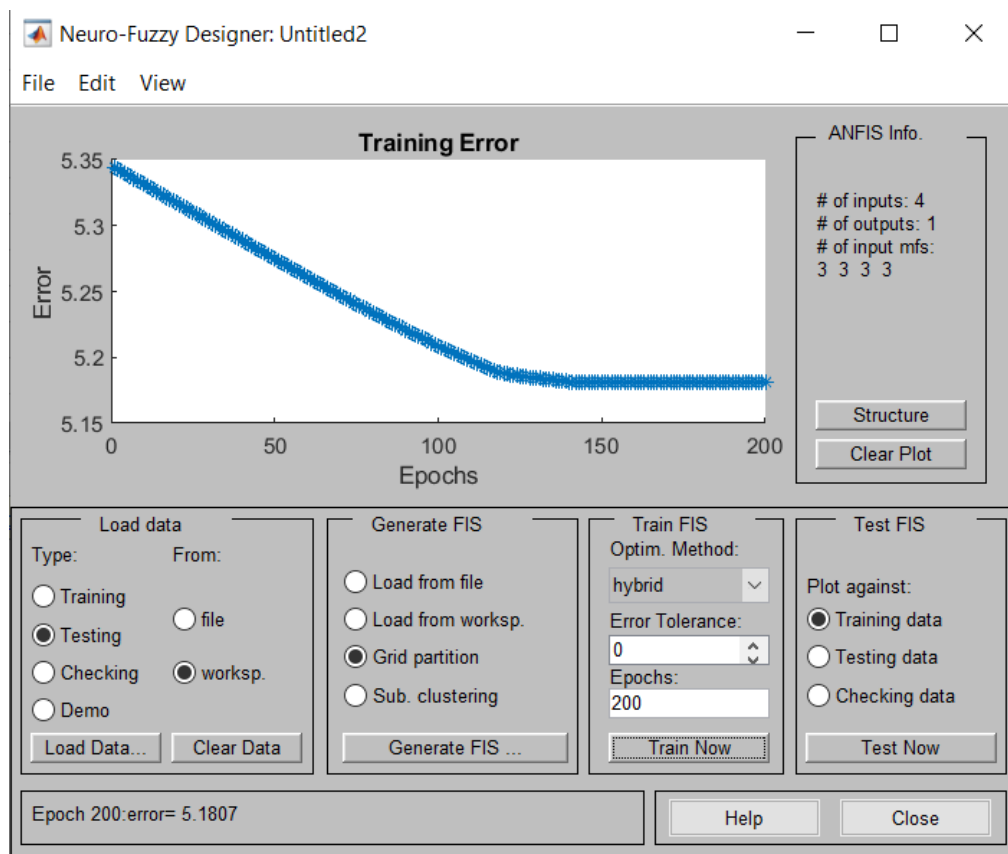 Neuro-Fuzzy Designer: Untitled2
File Edit View
Training Error
5.35
5.3
5.25
5.2
5.15
Error
0 50 100 150 200
Epochs
ANFIS Info.
# of inputs: 4
# of outputs: 1
# of input mfs:
3 3 3 3
Structure
Clear Plot
Load data
Type: From:
Training
file
Testing
Checking
worksp.
Demo
Load Data... Clear Data
Generate FIS
Load from file
Load from worksp.
Grid partition
Sub. clustering
Generate FIS ...
Train FIS
Optim. Method:
hybrid
Error Tolerance:
0
Epochs:
200
Train Now
Test FIS
Plot against:
Training data
Testing data
Checking data
Test Now
Epoch 200:error= 5.1807
Help Close